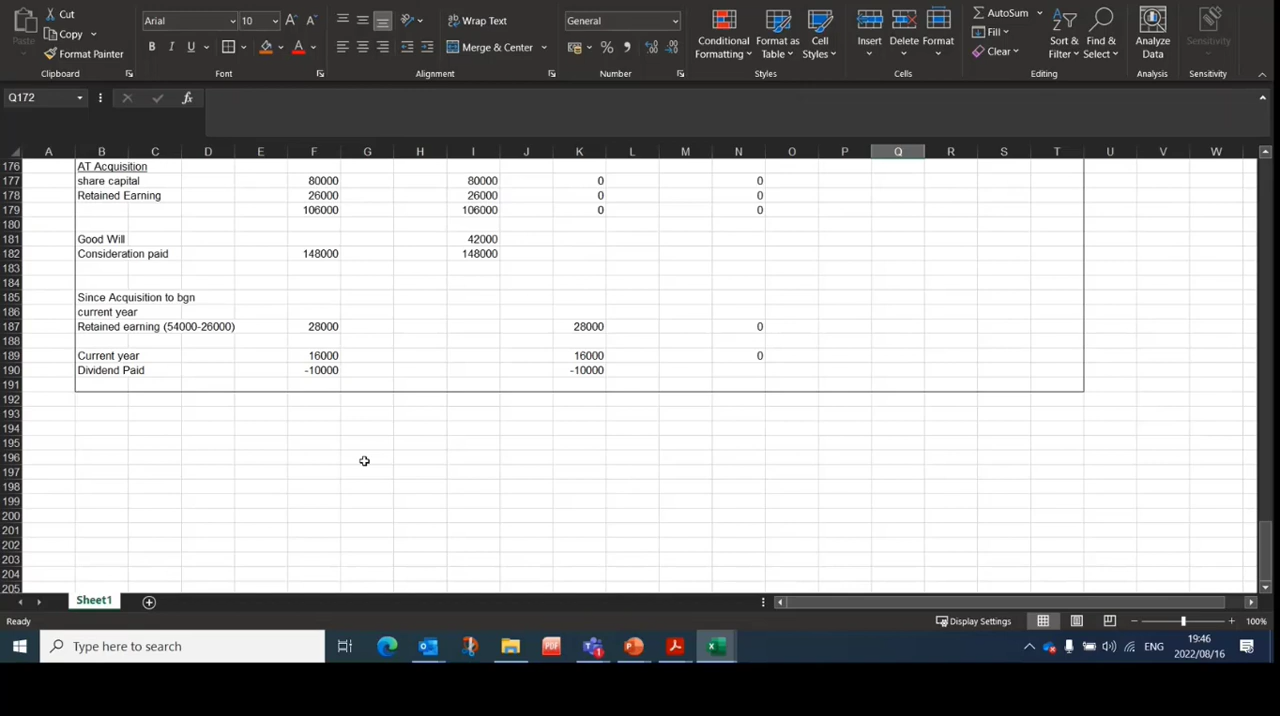 Cut
Copy
Paste
Format Painter
Clipboard
Arial 10
B I U
Font
Wrap Text
Merge & Center
Alignment
General
Number
Conditional Formatting
Format as Table
Cell Styles
Styles
Insert
Delete
Format
Cells
AutoSum
Fill
Clear
Sort & Filter
Find & Select
Editing
Analyze Data
Analysis
Sensitivity
Sensitivity
Q172 fx
A B C D E F G H I J K L M N O P Q R S T U V W
176 AT Acquisition
177 share capital 80000 80000 0 0
178 Retained Earning 26000 26000 0 0
179 106000 106000 0 0
180
181 Good Will 42000
182 Consideration paid 148000 148000
183
184
185 Since Acquisition to bgn
186 current year
187 Retained earning (54000-26000) 28000 28000 0
188
189 Current year 16000 16000 0
190 Dividend Paid -10000 -10000
191
192
193
194
195
196
197
198
199
200
201
202
203
204
205
Sheet1
Ready Display Settings 100%
Type here to search ENG 19:46
2022/08/16